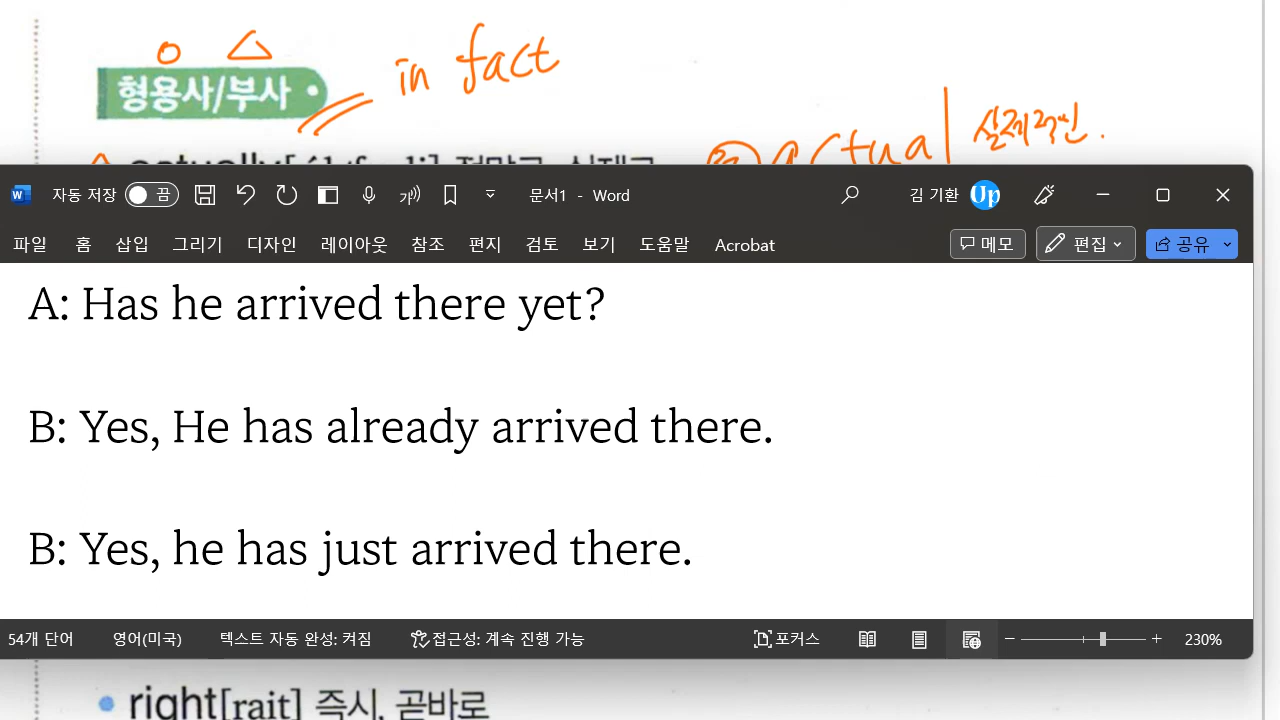 in fact
형용사/부사
actual 실제적인.
자동 저장 끔 문서1 - Word 김 기환 Up
파일 홈 삽입 그리기 디자인 레이아웃 참조 편지 검토 보기 도움말 Acrobat 메모 편집 공유
A: Has he arrived there yet?
B: Yes, He has already arrived there.
B: Yes, he has just arrived there.
54개 단어 영어(미국) 텍스트 자동 완성: 켜짐 접근성: 계속 진행 가능 포커스 230%
right[rait] 즉시, 곧바로